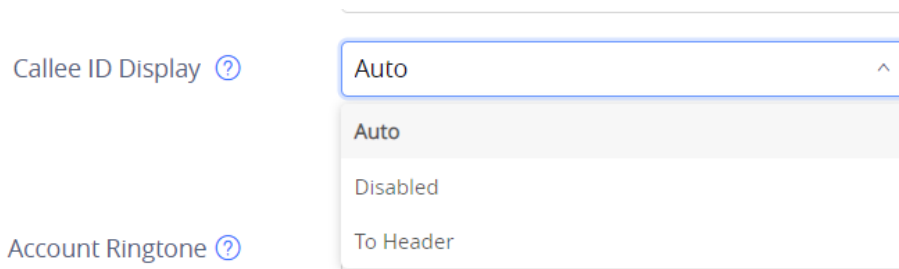 Callee ID Display ?
Auto
Auto
Disabled
To Header
Account Ringtone ?